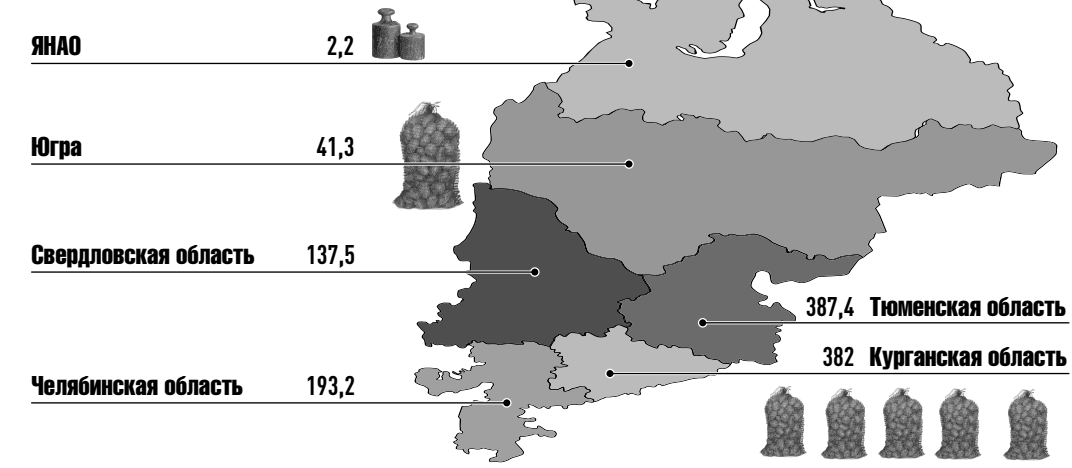 ЯНАО 2,2
Югра 41,3
Свердловская область 137,5
387,4 Тюменская область
382 Курганская область
Челябинская область 193,2